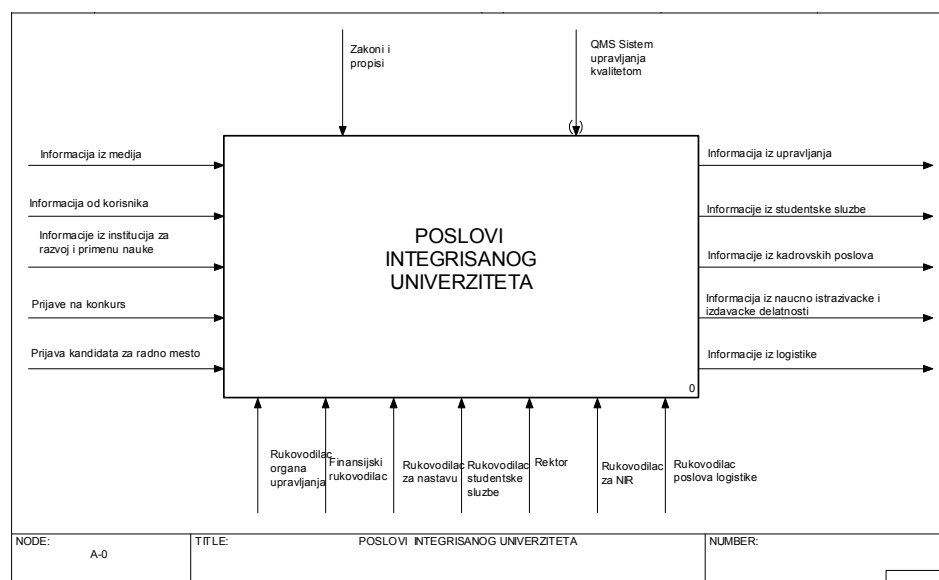 Zakoni i
propisi
QMS Sistem
upravljanja
kvalitetom
()
Informacija iz medija
Informacija od korisnika
Informacije iz institucija za
razvoj i primenu nauke
Prijave na konkurs
Prijava kandidata za radno mesto
POSLOVI
INTEGRISANOG
UNIVERZITETA
0
Informacija iz upravljanja
Informacije iz studentske sluzbe
Informacije iz kadrovskih poslova
Informacija iz naucno istrazivacke i
izdavacke delatnosti
Informacije iz logistike
Rukovodilac
organa
upravljanja
Finansijski
rukovodilac
Rukovodilac
za nastavu
Rukovodilac
studentske
sluzbe
Rektor
Rukovodilac
za NIR
Rukovodilac
poslova logistike
NODE:
A-0
TITLE:
POSLOVI INTEGRISANOG UNIVERZITETA
NUMBER: